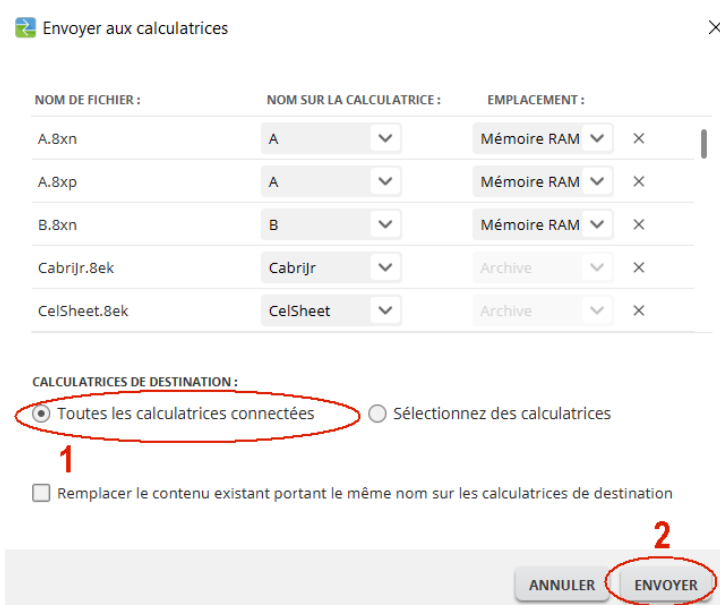 Envoyer aux calculatrices
NOM DE FICHIER : NOM SUR LA CALCULATRICE : EMPLACEMENT :
A.8xn A Mémoire RAM
A.8xp A Mémoire RAM
B.8xn B Mémoire RAM
CabriJr.8ek CabriJr Archive
CelSheet.8ek CelSheet Archive
CALCULATRICES DE DESTINATION :
Toutes les calculatrices connectées Sélectionnez des calculatrices
1
Remplacer le contenu existant portant le même nom sur les calculatrices de destination
2
ANNULER ENVOYER